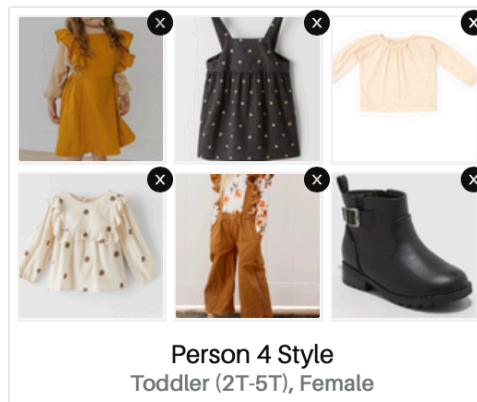 X X X
X X X
Person 4 Style
Toddler (2T-5T), Female